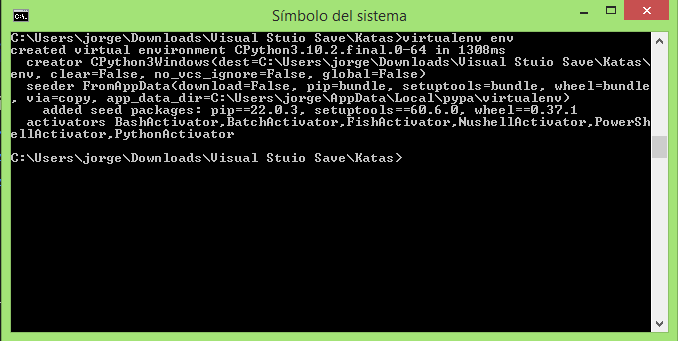 Símbolo del sistema
C:\Users\jorge\Downloads\Visual Stuio Save\Katas>virtualenv env
created virtual environment CPython3.10.2.final.0-64 in 1308ms
  creator CPython3Windows(dest=C:\Users\jorge\Downloads\Visual Stuio Save\Katas\
env, clear=False, no_vcs_ignore=False, global=False)
  seeder FromAppData(download=False, pip=bundle, setuptools=bundle, wheel=bundle
, via=copy, app_data_dir=C:\Users\jorge\AppData\Local\pypa\virtualenv)
    added seed packages: pip==22.0.3, setuptools==60.6.0, wheel==0.37.1
  activators BashActivator,BatchActivator,FishActivator,NushellActivator,PowerSh
ellActivator,PythonActivator
C:\Users\jorge\Downloads\Visual Stuio Save\Katas>